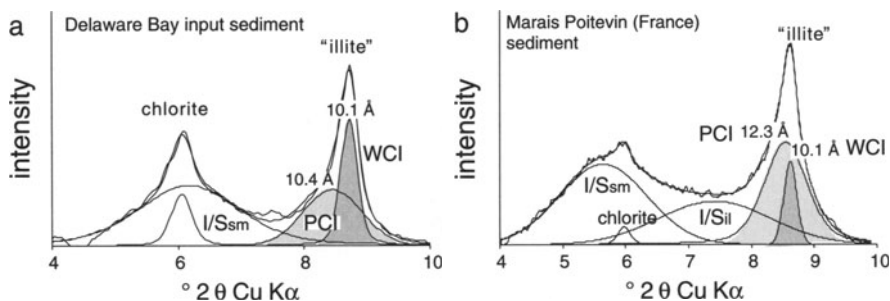 a
Delaware Bay input sediment
"illite"
10.1 Å
chlorite
WCI
10.4 Å
I/Ssm
PCI
intensity
4 6 8 10
° 2 θ Cu Kα
b
Marais Poitevin (France)
sediment
"illite"
PCI 12.3 Å
10.1 Å WCI
I/Ssm
I/Sil
chlorite
intensity
4 5 6 7 8 9 10
° 2 θ Cu Kα